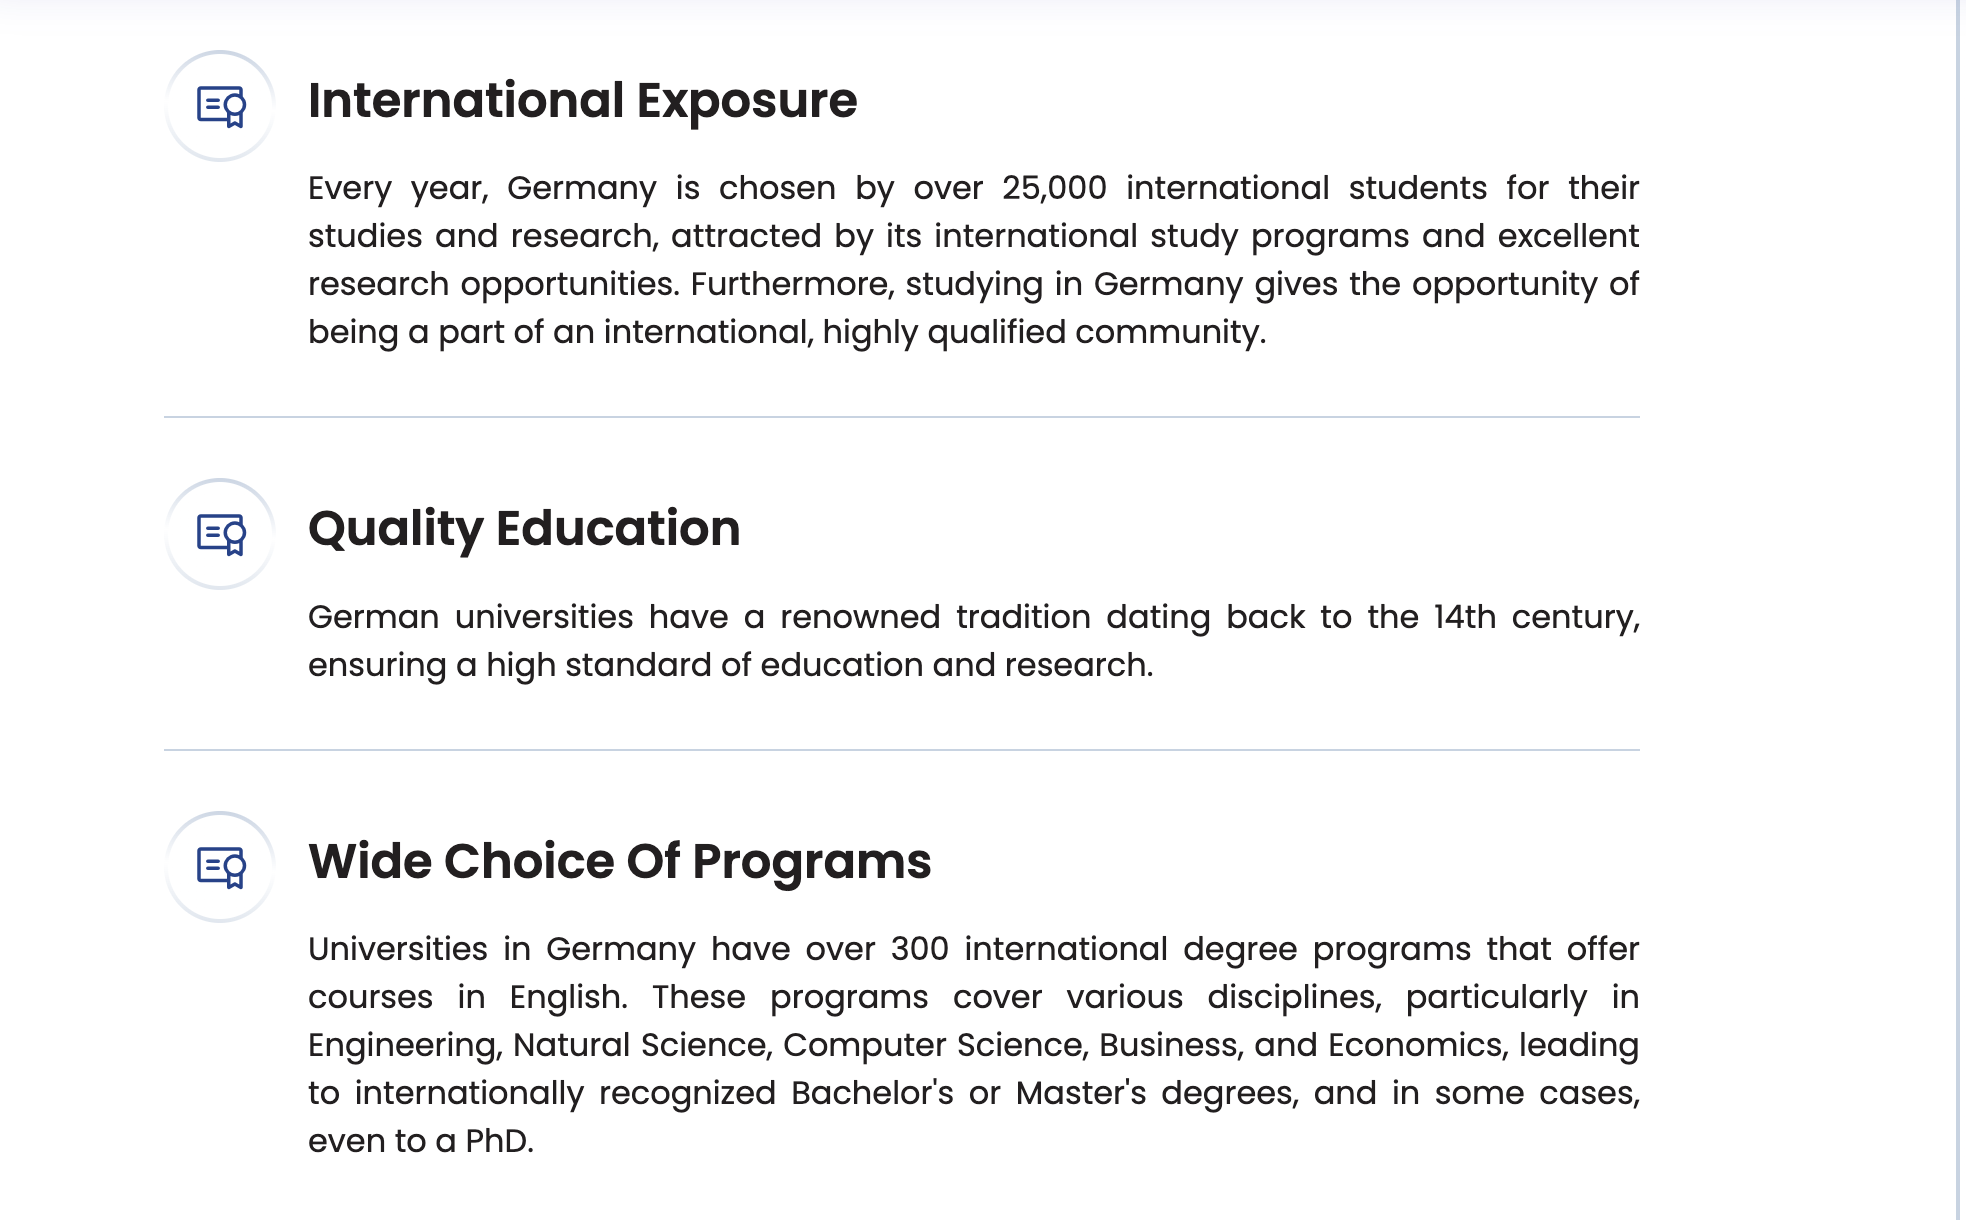 International Exposure
Every year, Germany is chosen by over 25,000 international students for their
studies and research, attracted by its international study programs and excellent
research opportunities. Furthermore, studying in Germany gives the opportunity of
being a part of an international, highly qualified community.
Quality Education
German universities have a renowned tradition dating back to the 14th century,
ensuring a high standard of education and research.
Wide Choice Of Programs
Universities in Germany have over 300 international degree programs that offer
courses in English. These programs cover various disciplines, particularly in
Engineering, Natural Science, Computer Science, Business, and Economics, leading
to internationally recognized Bachelor's or Master's degrees, and in some cases,
even to a PhD.